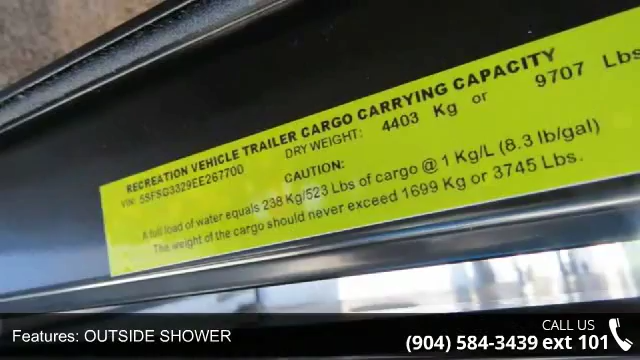 RECREATION VEHICLE TRAILER CARGO CARRYING CAPACITY
VIN: 5SFSG3329EE267700 DRY WEIGHT: 4403 Kg or 9707 Lbs
CAUTION:
A full load of water equals 238 Kg/523 Lbs of cargo @ 1 Kg/L (8.3 lb/gal)
The weight of the cargo should never exceed 1699 Kg or 3745 Lbs.
Features: OUTSIDE SHOWER
CALL US
(904) 584-3439 ext 101